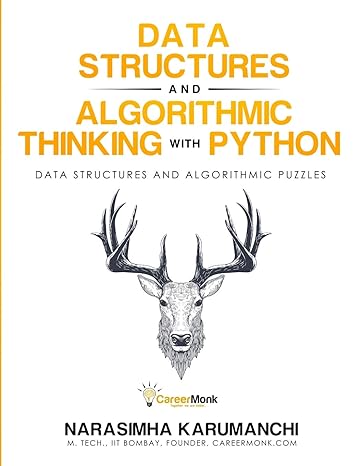 DATA
STRUCTURES
AND
ALGORITHMIC
THINKING WITH PYTHON
DATA STRUCTURES AND ALGORITHMIC PUZZLES
CareerMonk
NARASIMHA KARUMANCHI
M. TECH., IIT BOMBAY, FOUNDER, CAREERMONK.COM